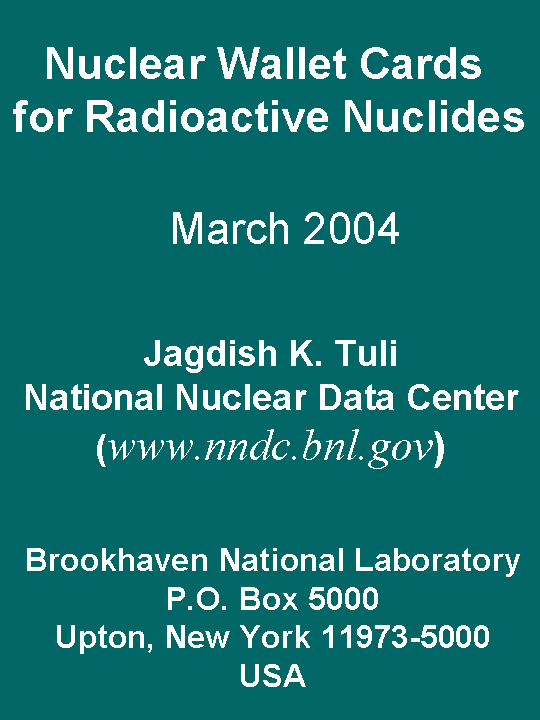 Nuclear Wallet Cards
for Radioactive Nuclides
March 2004
Jagdish K. Tuli
National Nuclear Data Center
(www.nndc.bnl.gov)
Brookhaven National Laboratory
P.O. Box 5000
Upton, New York 11973-5000
USA